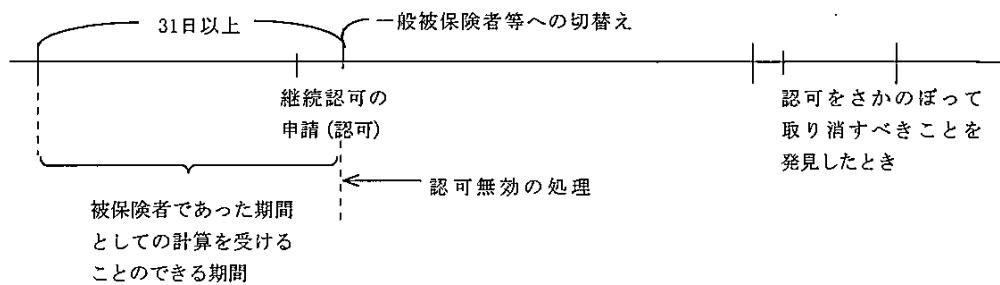 31日以上
一般被保険者等への切替え
継続認可の
申請(認可)
認可をさかのぼって
取り消すべきことを
発見したとき
認可無効の処理
被保険者であった期間
としての計算を受ける
ことのできる期間